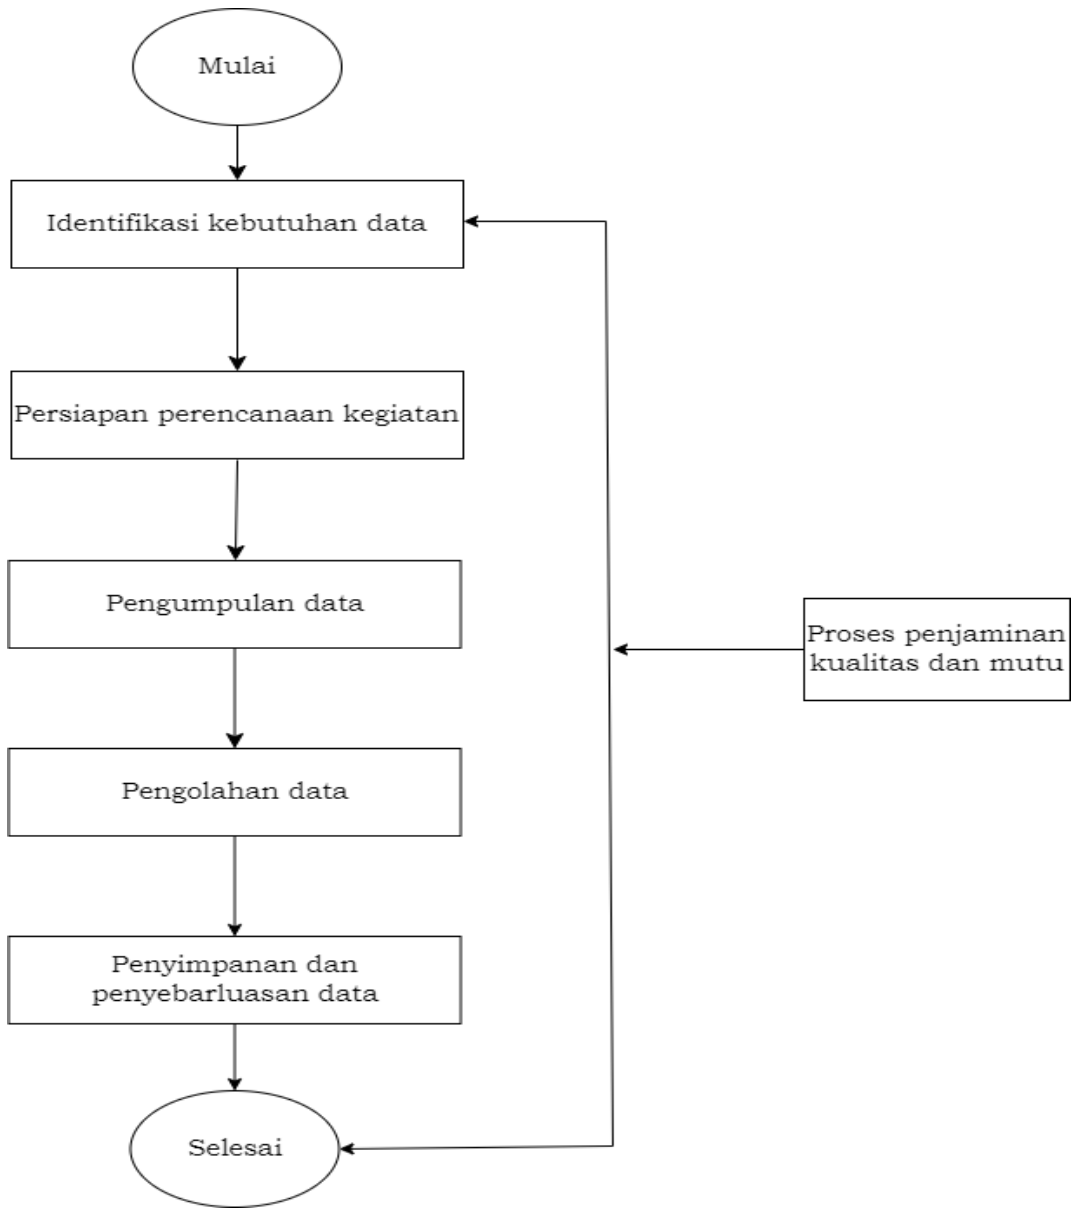 Mulai
Identifikasi kebutuhan data
Persiapan perencanaan kegiatan
Pengumpulan data
Proses penjaminan
kualitas dan mutu
Pengolahan data
Penyimpanan dan
penyebarluasan data
Selesai